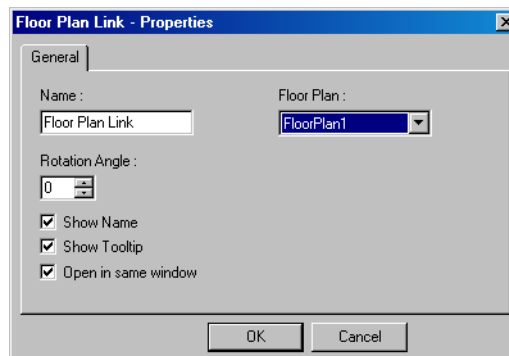 Floor Plan Link - Properties
General
Name :
Floor Plan :
Floor Plan Link
FloorPlan1
Rotation Angle :
0
Show Name
Show Tooltip
Open in same window
OK
Cancel